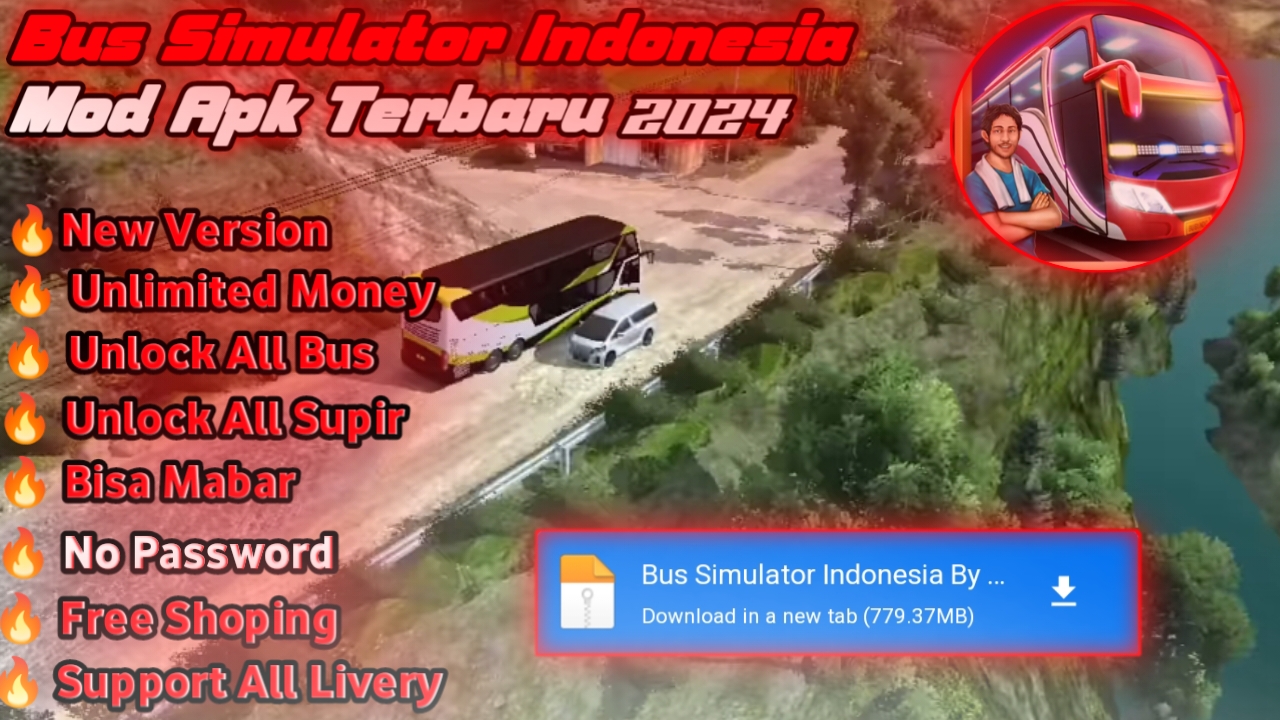 Bus Simulator Indonesia
Mod Apk Terbaru 2024
🔥New Version
🔥 Unlimited Money
🔥 Unlock All Bus
🔥 Unlock All Supir
🔥 Bisa Mabar
🔥 No Password
🔥 Free Shoping
🔥 Support All Livery
Bus Simulator Indonesia By ...
Download in a new tab (779.37MB)